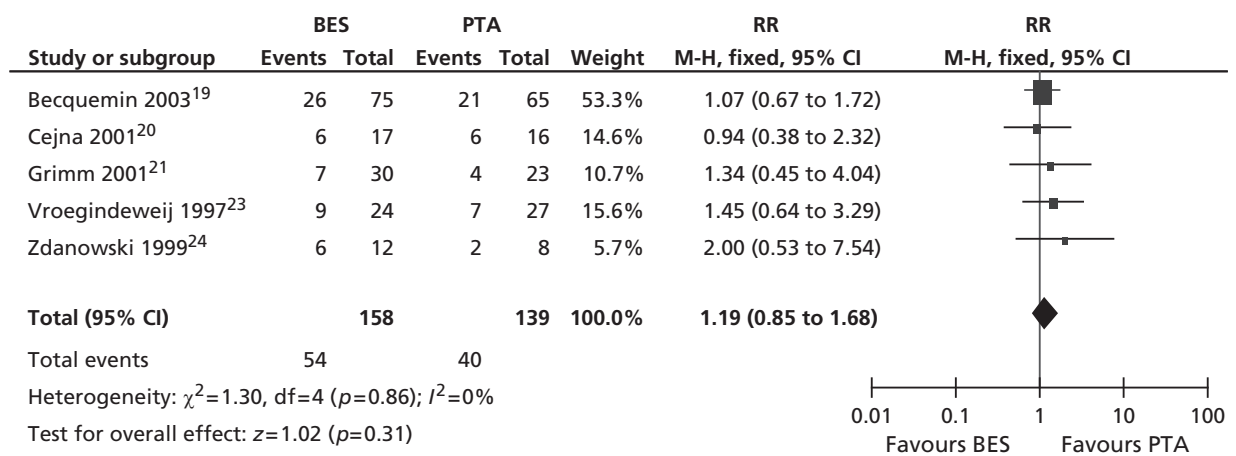 BES PTA RR RR
Study or subgroup Events Total Events Total Weight M-H, fixed, 95% CI M-H, fixed, 95% CI
Becquemin 2003¹⁹ 26 75 21 65 53.3% 1.07 (0.67 to 1.72)
Cejna 2001²⁰ 6 17 6 16 14.6% 0.94 (0.38 to 2.32)
Grimm 2001²¹ 7 30 4 23 10.7% 1.34 (0.45 to 4.04)
Vroegindeweij 1997²³ 9 24 7 27 15.6% 1.45 (0.64 to 3.29)
Zdanowski 1999²⁴ 6 12 2 8 5.7% 2.00 (0.53 to 7.54)
Total (95% CI) 158 139 100.0% 1.19 (0.85 to 1.68)
Total events 54 40
Heterogeneity: χ²=1.30, df=4 (p=0.86); I²=0%
Test for overall effect: z=1.02 (p=0.31)
0.01 0.1 1 10 100
Favours BES Favours PTA